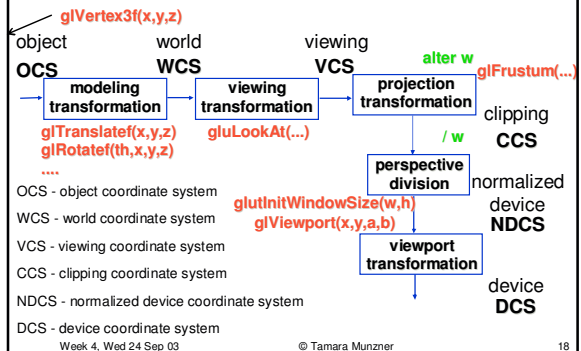 glVertex3f(x,y,z)
object world viewing
OCS WCS VCS
alter w
glFrustum(...)
modeling
transformation
viewing
transformation
projection
transformation
glTranslatef(x,y,z)
glRotatef(th,x,y,z)
....
gluLookAt(...)
clipping
CCS
/ w
perspective
division
normalized
device
NDCS
glutInitWindowSize(w,h)
glViewport(x,y,a,b)
viewport
transformation
device
DCS
OCS - object coordinate system
WCS - world coordinate system
VCS - viewing coordinate system
CCS - clipping coordinate system
NDCS - normalized device coordinate system
DCS - device coordinate system
Week 4, Wed 24 Sep 03 © Tamara Munzner 18